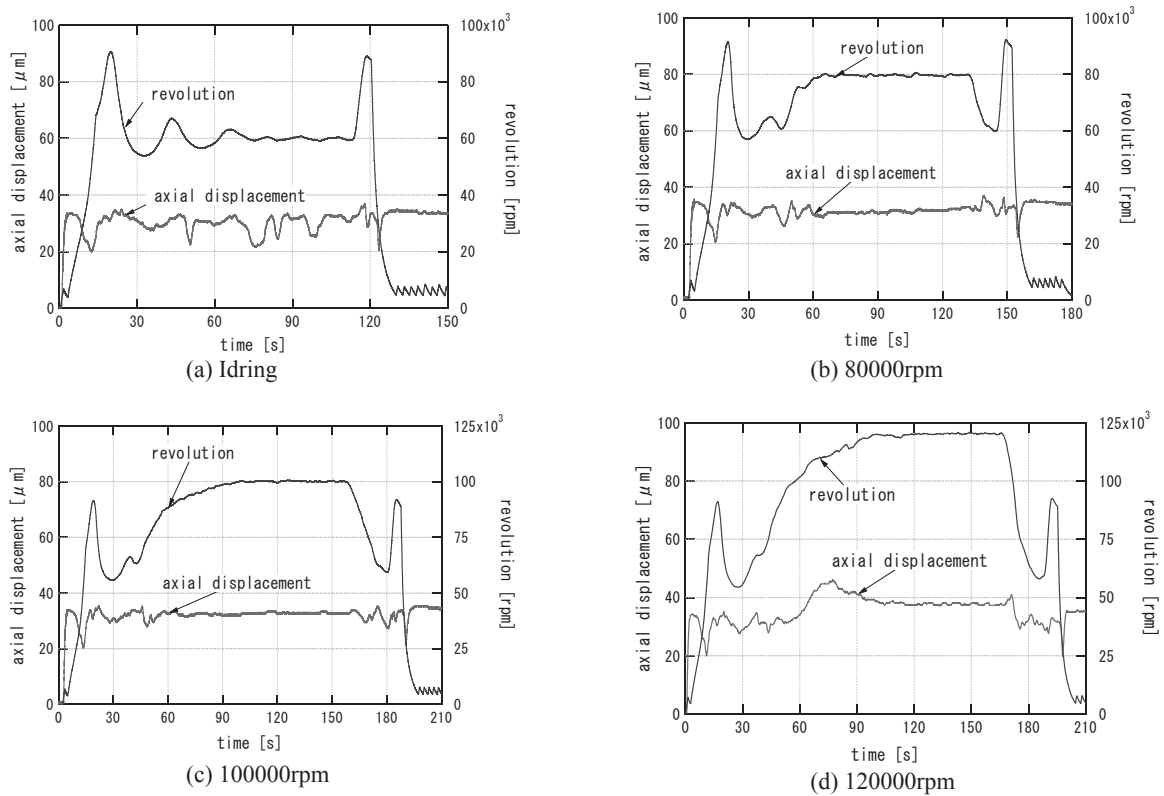 100
100x10³
80
80
60
60
40
40
20
20
0
0
0
30
60
90
120
150
axial displacement [μm]
revolution [rpm]
revolution
axial displacement
time [s]
(a) Idring
100
100x10³
80
80
60
60
40
40
20
20
0
0
0
30
60
90
120
150
180
axial displacement [μm]
revolution [rpm]
revolution
axial displacement
time [s]
(b) 80000rpm
100
125x10³
80
100
60
75
40
50
20
25
0
0
0
30
60
90
120
150
180
210
axial displacement [μm]
revolution [rpm]
revolution
axial displacement
time [s]
(c) 100000rpm
100
125x10³
80
100
60
75
40
50
20
25
0
0
0
30
60
90
120
150
180
210
axial displacement [μm]
revolution [rpm]
revolution
axial displacement
time [s]
(d) 120000rpm